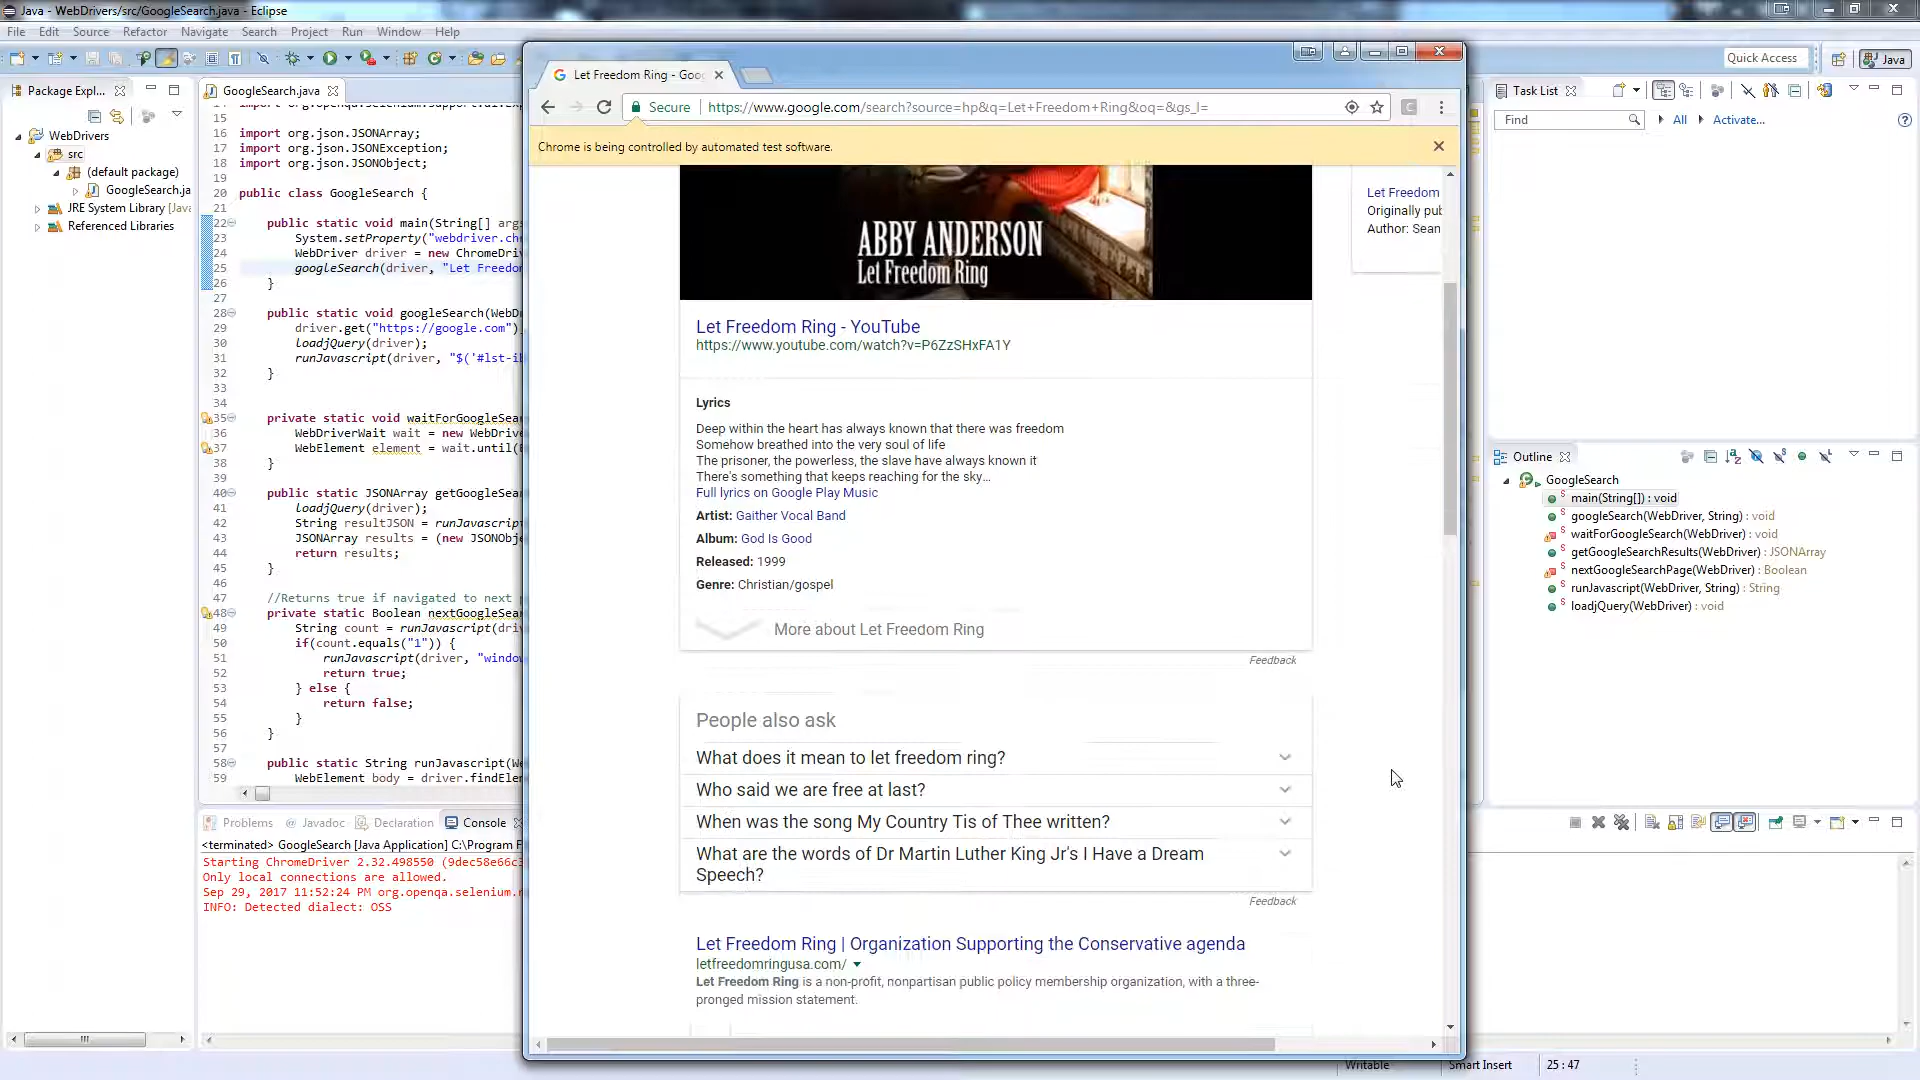 Java - WebDrivers/src/GoogleSearch.java - Eclipse
File Edit Source Refactor Navigate Search Project Run Window Help
Quick Access
Java
Package Expl...
WebDrivers
src
(default package)
GoogleSearch.ja
JRE System Library [Java
Referenced Libraries
GoogleSearch.java
15
16 import org.json.JSONArray;
17 import org.json.JSONException;
18 import org.json.JSONObject;
19
20 public class GoogleSearch {
21
22 public static void main(String[] args
23 System.setProperty("webdriver.chr
24 WebDriver driver = new ChromeDriv
25 googleSearch(driver, "Let Freedom
26 }
27
28 public static void googleSearch(WebDr
29 driver.get("https://google.com")
30 loadjQuery(driver);
31 runJavascript(driver, "$('#lst-ib
32 }
33
34
35 private static void waitForGoogleSear
36 WebDriverWait wait = new WebDrive
37 WebElement element = wait.until(E
38 }
39
40 public static JSONArray getGoogleSear
41 loadjQuery(driver);
42 String resultJSON = runJavascript
43 JSONArray results = (new JSONObje
44 return results;
45 }
46
47 //Returns true if navigated to next p
48 private static Boolean nextGoogleSear
49 String count = runJavascript(driv
50 if(count.equals("1")) {
51 runJavascript(driver, "windo
52 return true;
53 } else {
54 return false;
55 }
56 }
57
58 public static String runJavascript(We
59 WebElement body = driver.findElem
Problems @ Javadoc Declaration Console
<terminated> GoogleSearch [Java Application] C:\Program F
Starting ChromeDriver 2.32.498550 (9dec58e66c3
Only local connections are allowed.
Sep 29, 2017 11:52:24 PM org.openqa.selenium.r
INFO: Detected dialect: OSS
Let Freedom Ring - Goo
Secure https://www.google.com/search?source=hp&q=Let+Freedom+Ring&oq=&gs_l=
Chrome is being controlled by automated test software.
ABBY ANDERSON
Let Freedom Ring
Let Freedom Ring - YouTube
https://www.youtube.com/watch?v=P6ZzSHxFA1Y
Lyrics
Deep within the heart has always known that there was freedom
Somehow breathed into the very soul of life
The prisoner, the powerless, the slave have always known it
There's something that keeps reaching for the sky...
Full lyrics on Google Play Music
Artist: Gaither Vocal Band
Album: God Is Good
Released: 1999
Genre: Christian/gospel
More about Let Freedom Ring
Feedback
People also ask
What does it mean to let freedom ring?
Who said we are free at last?
When was the song My Country Tis of Thee written?
What are the words of Dr Martin Luther King Jr's I Have a Dream
Speech?
Feedback
Let Freedom Ring | Organization Supporting the Conservative agenda
letfreedomringusa.com/
Let Freedom Ring is a non-profit, nonpartisan public policy membership organization, with a three-
pronged mission statement.
Let Freedom
Originally pub
Author: Sean
Task List
Find
All
Activate...
Outline
GoogleSearch
main(String[]) : void
googleSearch(WebDriver, String) : void
waitForGoogleSearch(WebDriver) : void
getGoogleSearchResults(WebDriver) : JSONArray
nextGoogleSearchPage(WebDriver) : Boolean
runJavascript(WebDriver, String) : String
loadjQuery(WebDriver) : void
Writable Smart Insert 25 : 47